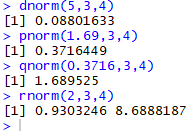 > dnorm(5,3,4)
[1] 0.08801633
> pnorm(1.69,3,4)
[1] 0.3716449
> qnorm(0.3716,3,4)
[1] 1.689525
> rnorm(2,3,4)
[1] 0.9303246 8.6888187
>